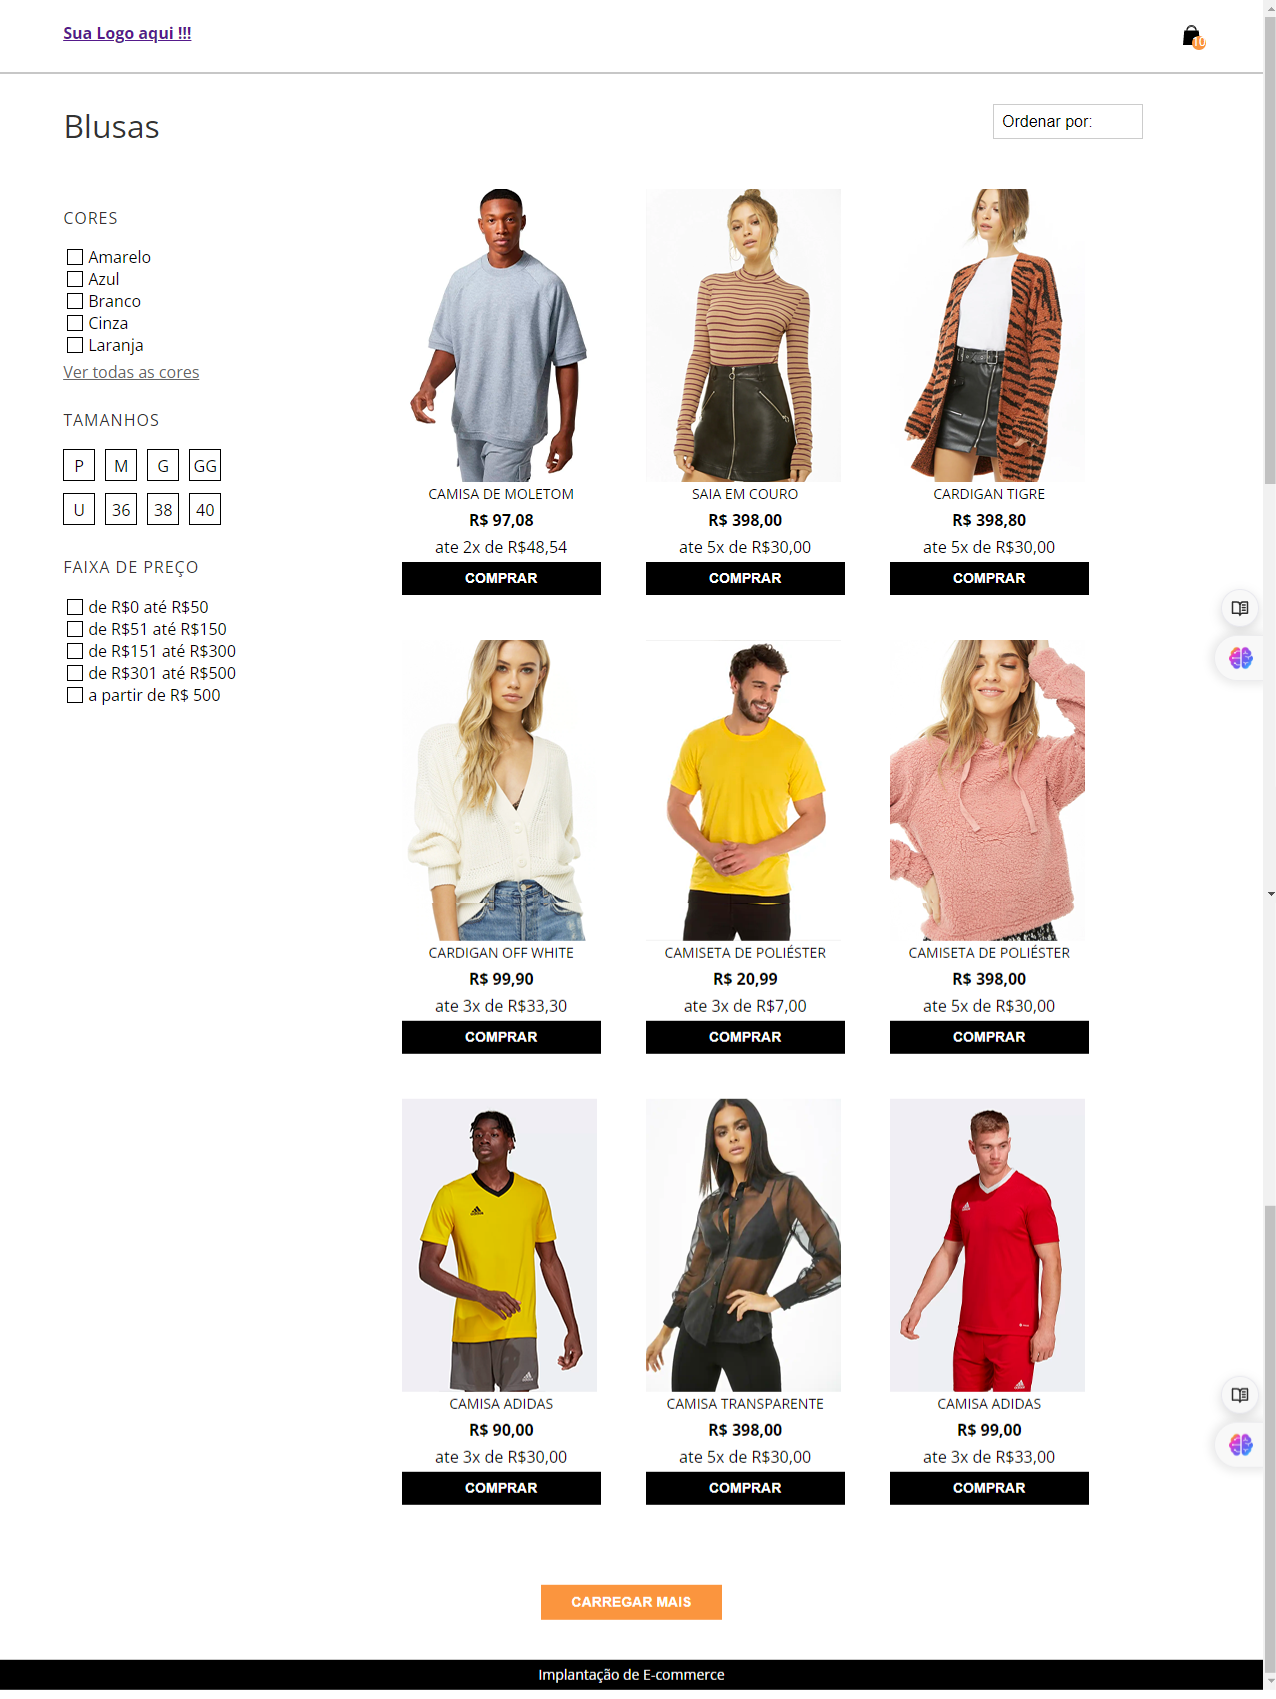 Sua Logo aqui !!!
10
Blusas
Ordenar por:
CORES
Amarelo
Azul
Branco
Cinza
Laranja
Ver todas as cores
TAMANHOS
P M G GG
U 36 38 40
FAIXA DE PREÇO
de R$0 até R$50
de R$51 até R$150
de R$151 até R$300
de R$301 até R$500
a partir de R$ 500
CAMISA DE MOLETOM
R$ 97,08
ate 2x de R$48,54
COMPRAR
SAIA EM COURO
R$ 398,00
ate 5x de R$30,00
COMPRAR
CARDIGAN TIGRE
R$ 398,80
ate 5x de R$30,00
COMPRAR
CARDIGAN OFF WHITE
R$ 99,90
ate 3x de R$33,30
COMPRAR
CAMISETA DE POLIÉSTER
R$ 20,99
ate 3x de R$7,00
COMPRAR
CAMISETA DE POLIÉSTER
R$ 398,00
ate 5x de R$30,00
COMPRAR
CAMISA ADIDAS
R$ 90,00
ate 3x de R$30,00
COMPRAR
CAMISA TRANSPARENTE
R$ 398,00
ate 5x de R$30,00
COMPRAR
CAMISA ADIDAS
R$ 99,00
ate 3x de R$33,00
COMPRAR
CARREGAR MAIS
Implantação de E-commerce